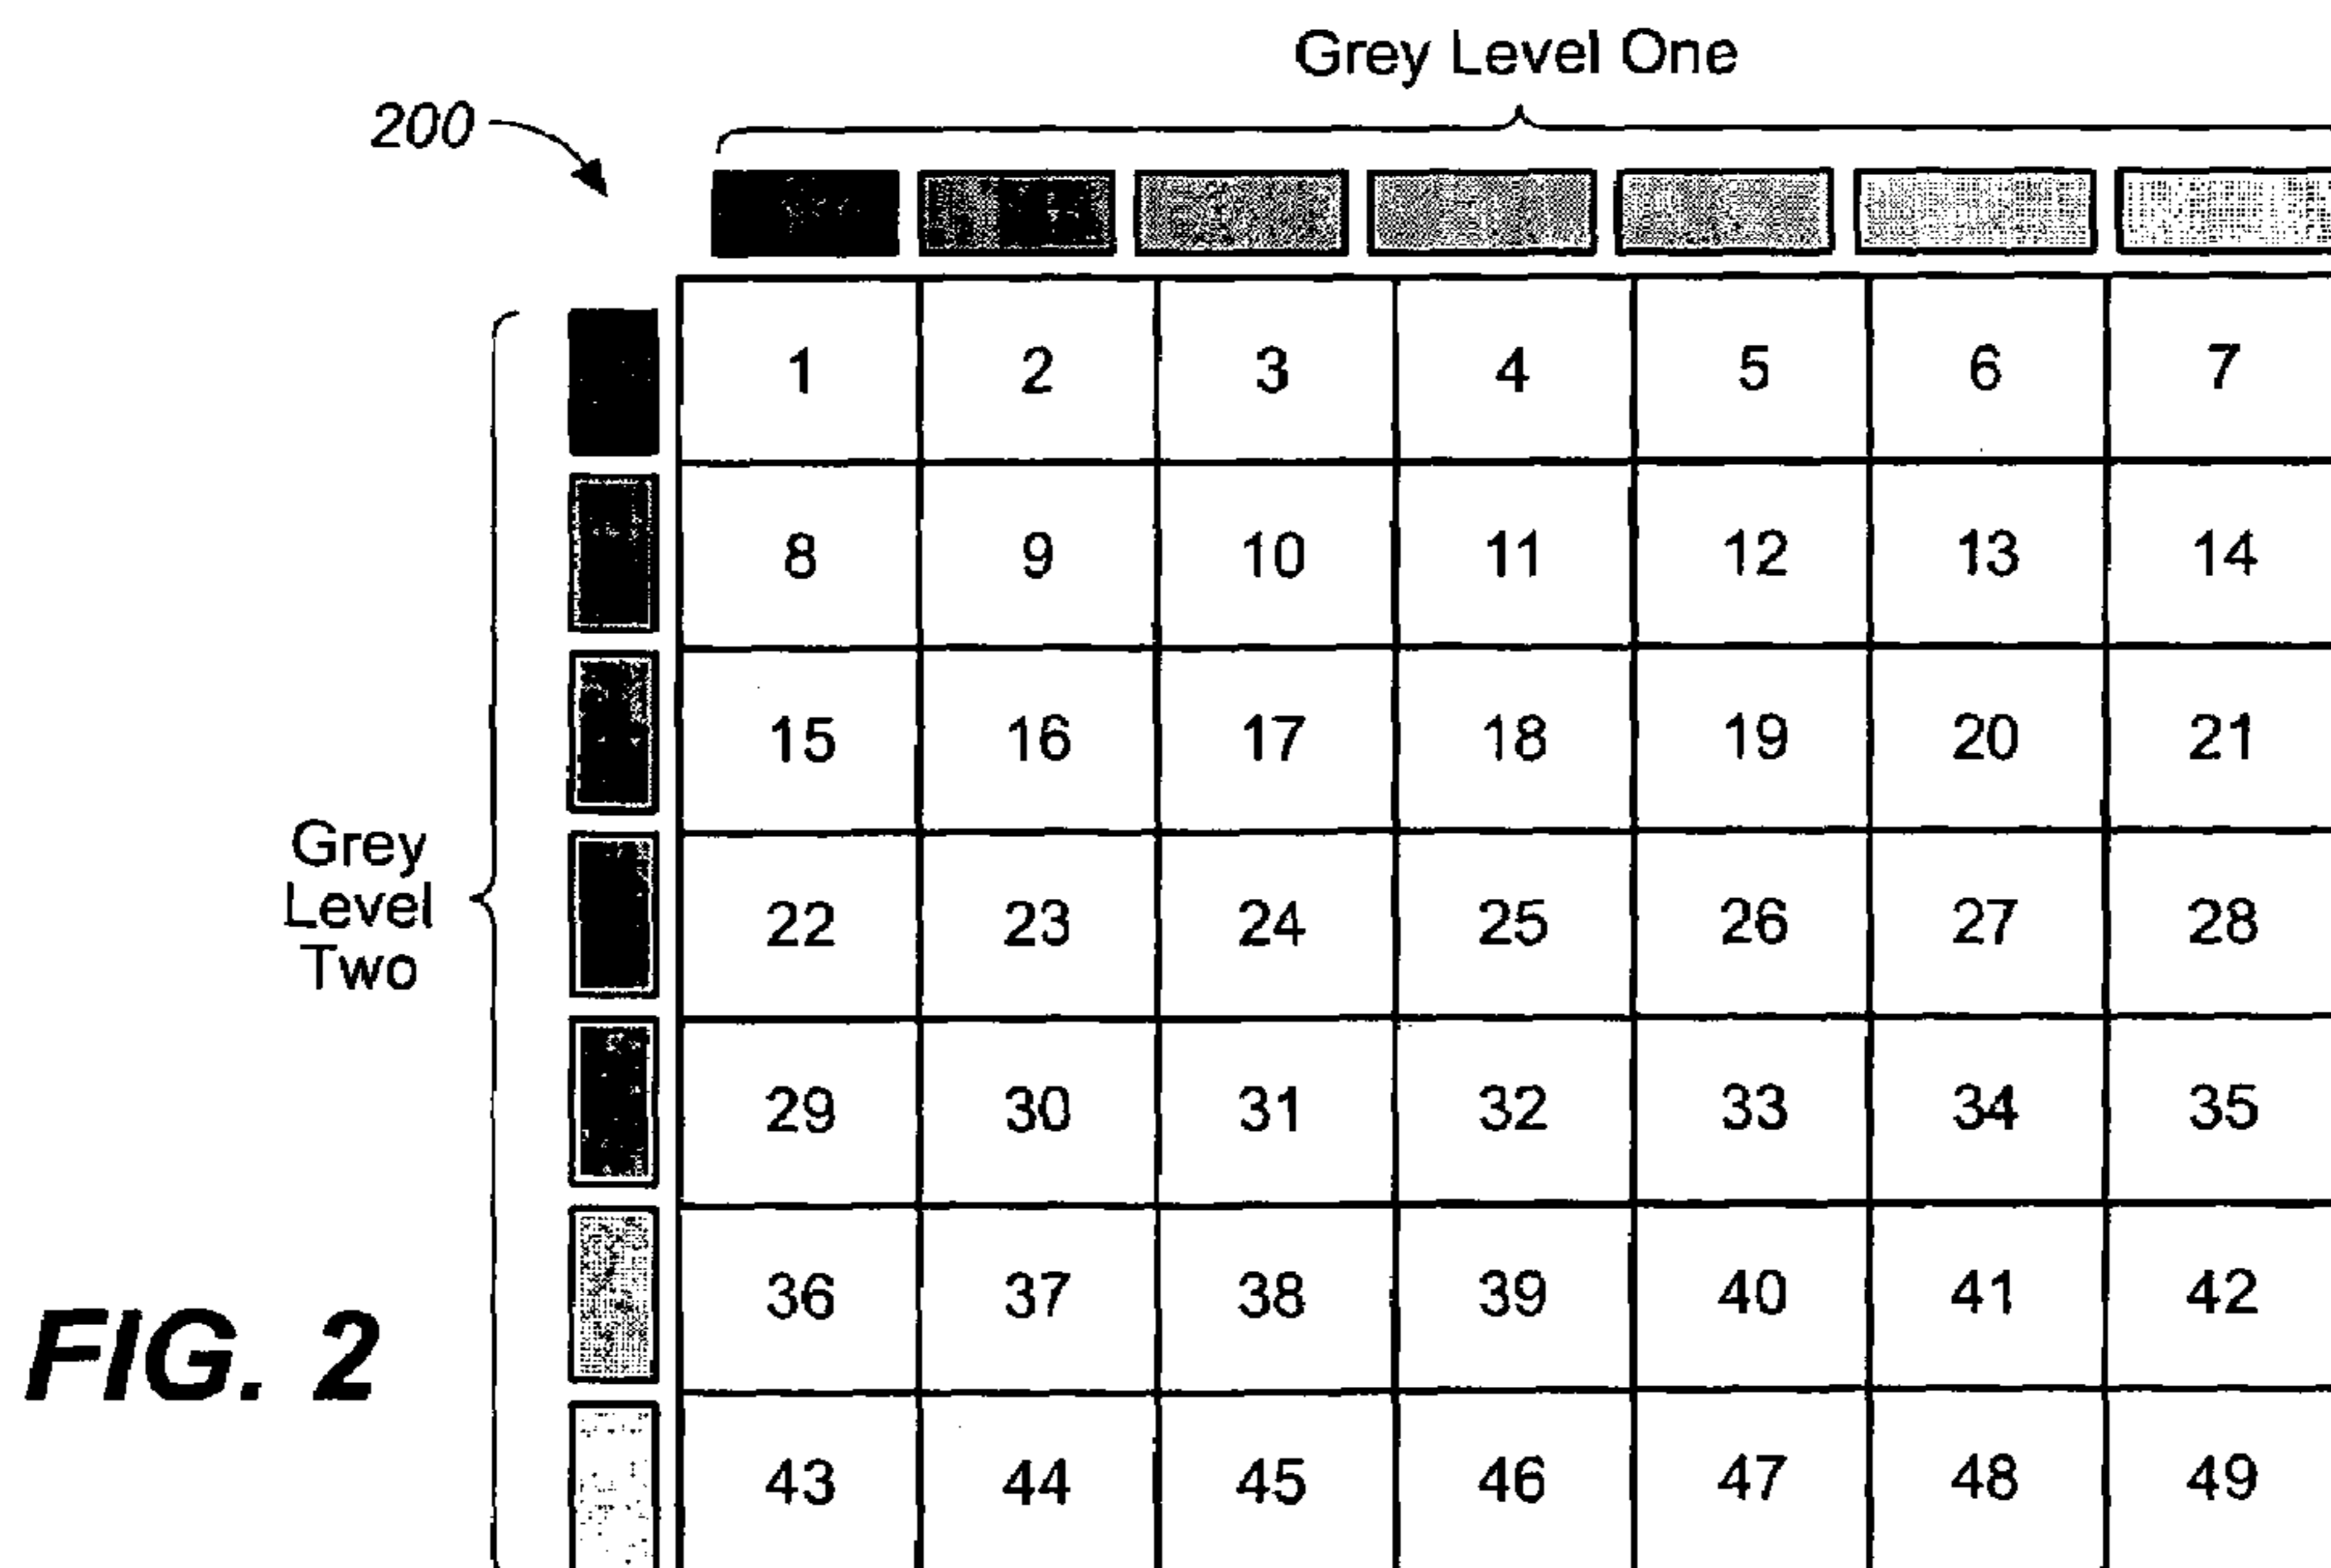 Grey Level One
200
1 2 3 4 5 6 7
8 9 10 11 12 13 14
15 16 17 18 19 20 21
Grey
Level
Two
22 23 24 25 26 27 28
29 30 31 32 33 34 35
36 37 38 39 40 41 42
FIG. 2
43 44 45 46 47 48 49